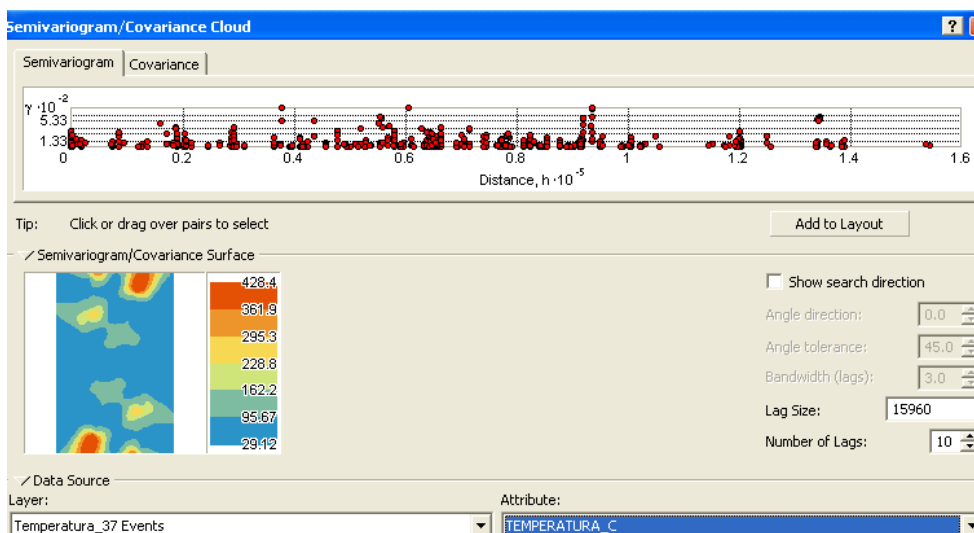 Semivariogram/Covariance Cloud
Semivariogram Covariance
γ ·10 -2
5.33
1.33
0 0.2 0.4 0.6 0.8 1 1.2 1.4 1.6
Distance, h ·10 -5
Tip: Click or drag over pairs to select Add to Layout
Semivariogram/Covariance Surface
428.4
361.9
295.3
228.8
162.2
95.67
29.12
Show search direction
Angle direction: 0.0
Angle tolerance: 45.0
Bandwidth (lags): 3.0
Lag Size: 15960
Number of Lags: 10
Data Source
Layer: Attribute:
Temperatura_37 Events TEMPERATURA_C